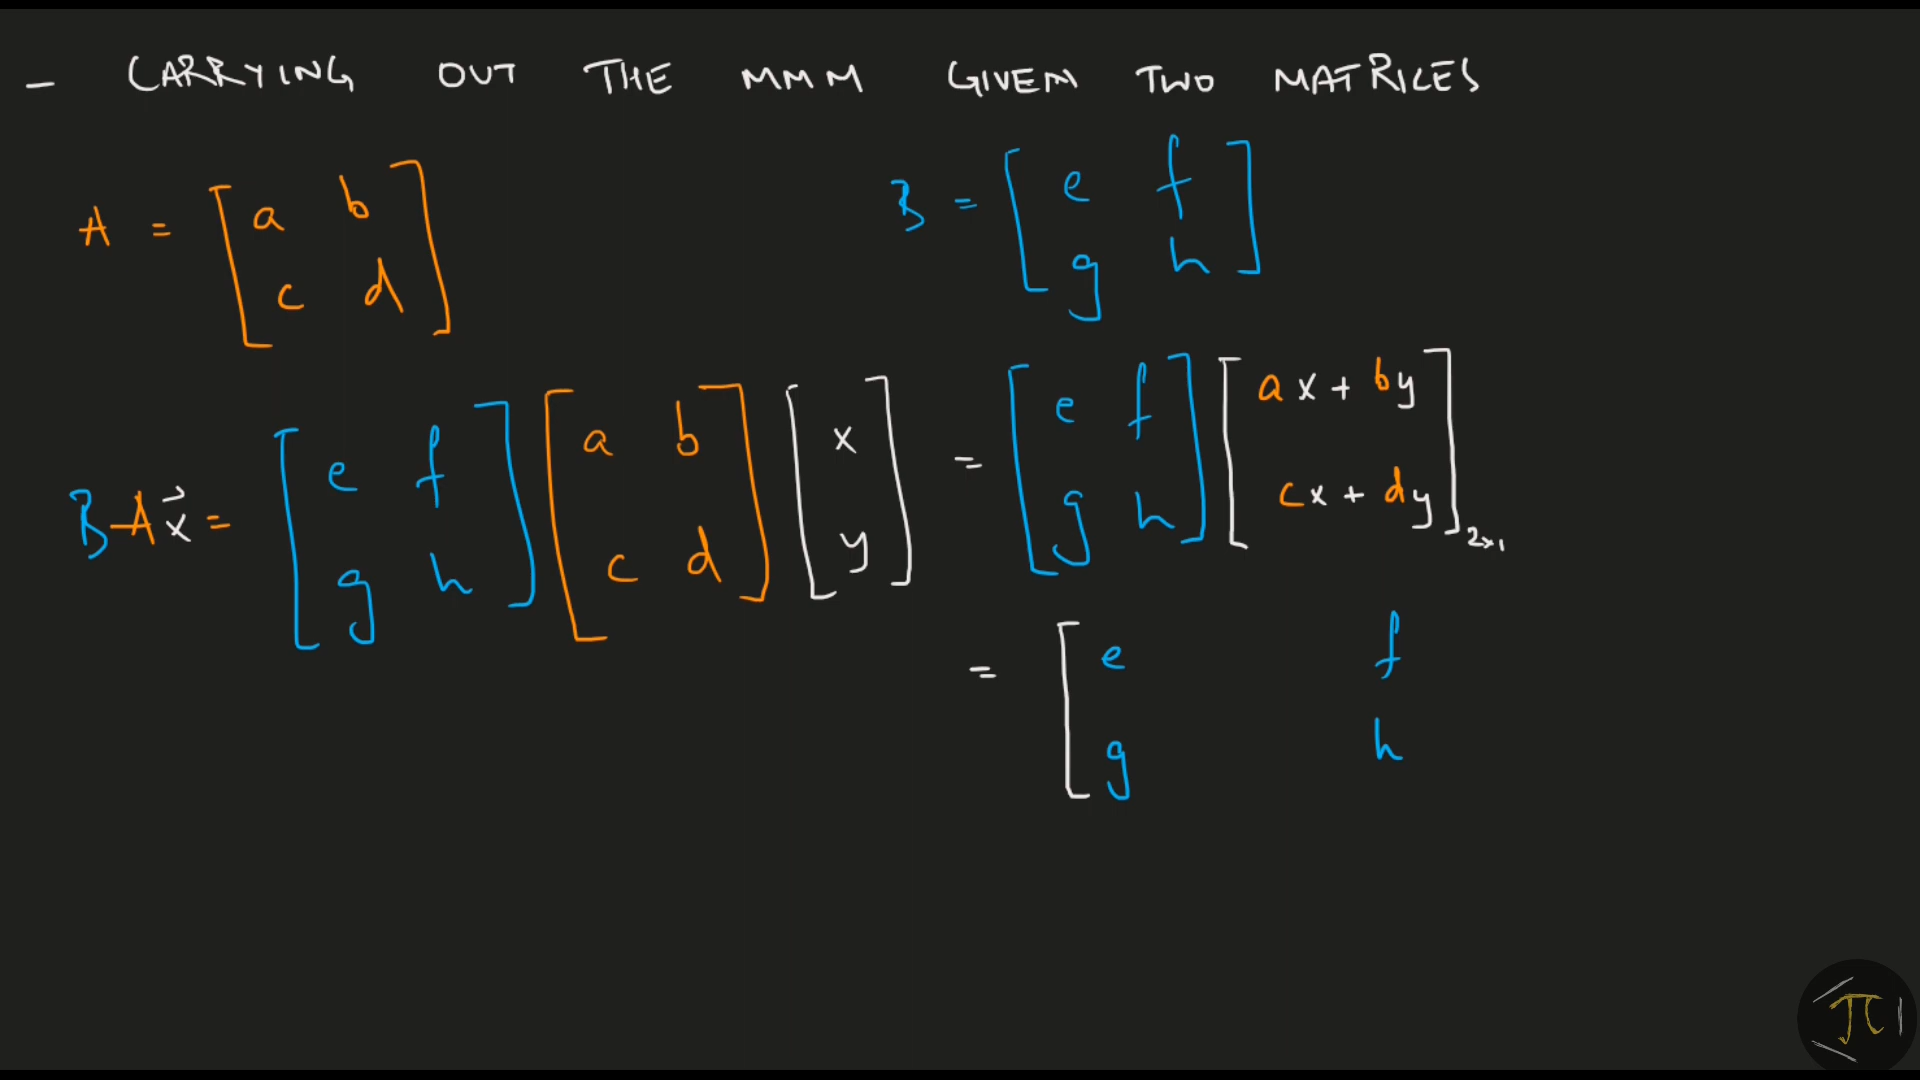 – CARRYING OUT THE MMM GIVEN TWO MATRICES
A = [ a b
c d ]
B = [ e f
g h ]
BAx⃗ = [ e f
g h ] [ a b
c d ] [ x
y ] = [ e f
g h ] [ ax + by
cx + dy ]2×1
= [ e f
g h
π